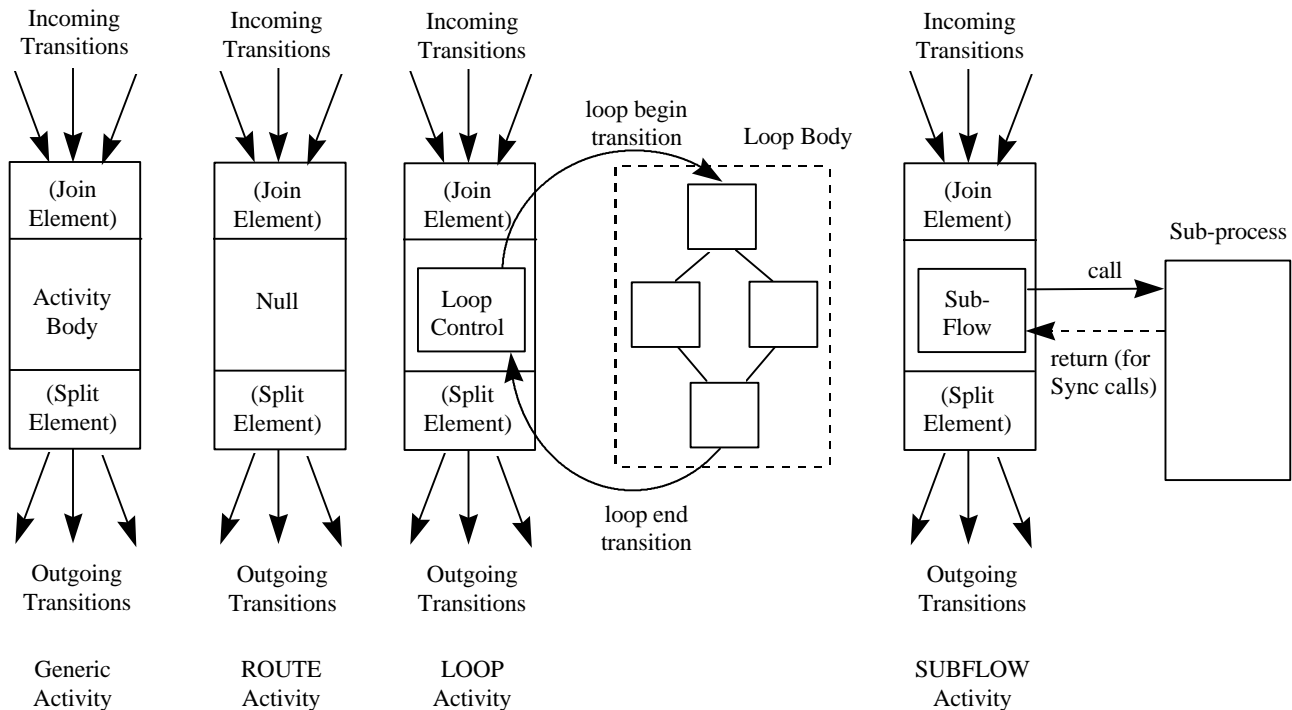 Incoming
Transitions
(Join
Element)
Activity
Body
(Split
Element)
Outgoing
Transitions
Generic
Activity
Incoming
Transitions
(Join
Element)
Null
(Split
Element)
Outgoing
Transitions
ROUTE
Activity
Incoming
Transitions
(Join
Element)
Loop
Control
(Split
Element)
Outgoing
Transitions
LOOP
Activity
loop begin
transition
Loop Body
loop end
transition
Incoming
Transitions
(Join
Element)
Sub-
Flow
(Split
Element)
Outgoing
Transitions
SUBFLOW
Activity
call
return (for
Sync calls)
Sub-process